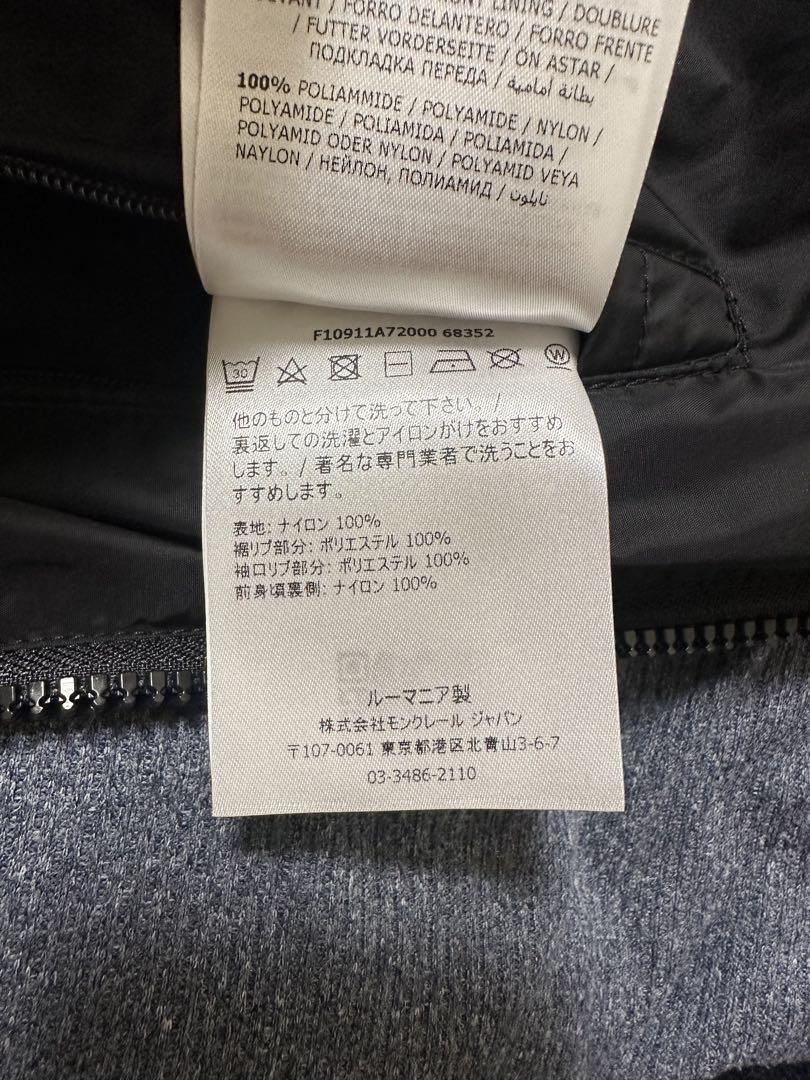 LINING / DOUBLURE
/ FORRO DELANTERO / FORRO FRENTE
/ FUTTER VORDERSEITE / ÖN ASTAR /
ПОДКЛАДКА ПЕРЕДА / بطانة أمامية
100% POLIAMMIDE / POLYAMIDE / NYLON /
POLYAMIDE / POLIAMIDA / POLIAMIDA /
POLYAMID ODER NYLON / POLYAMID VEYA
NAYLON / НЕЙЛОН, ПОЛИАМИД / نايلون
F10911A72000 68352
30
W
他のものと分けて洗って下さい。/
裏返しての洗濯とアイロンがけをおすすめ
します。/ 著名な専門業者で洗うことをお
すすめします。
表地: ナイロン 100%
裾リブ部分: ポリエステル 100%
袖口リブ部分: ポリエステル 100%
前身頃裏側: ナイロン 100%
ルーマニア製
株式会社モンクレール ジャパン
〒107-0061 東京都港区北青山3-6-7
03-3486-2110